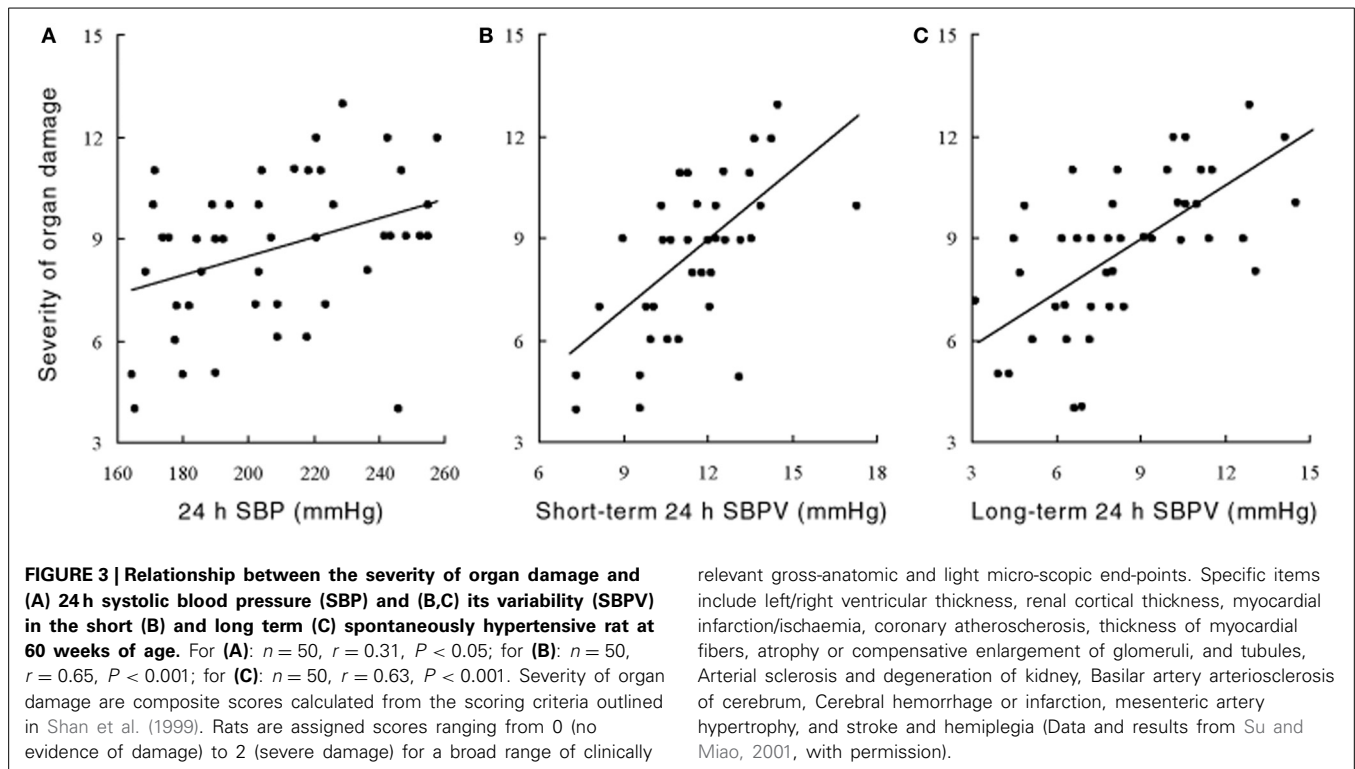 A
B
C
15
12
9
6
3
Severity of organ damage
160 180 200 220 240 260
24 h SBP (mmHg)
15
12
9
6
3
6 9 12 15 18
Short-term 24 h SBPV (mmHg)
15
12
9
6
3
3 6 9 12 15
Long-term 24 h SBPV (mmHg)
FIGURE 3 | Relationship between the severity of organ damage and
(A) 24 h systolic blood pressure (SBP) and (B,C) its variability (SBPV)
in the short (B) and long term (C) spontaneously hypertensive rat at
60 weeks of age. For (A): n = 50, r = 0.31, P < 0.05; for (B): n = 50,
r = 0.65, P < 0.001; for (C): n = 50, r = 0.63, P < 0.001. Severity of organ
damage are composite scores calculated from the scoring criteria outlined
in Shan et al. (1999). Rats are assigned scores ranging from 0 (no
evidence of damage) to 2 (severe damage) for a broad range of clinically
relevant gross-anatomic and light micro-scopic end-points. Specific items
include left/right ventricular thickness, renal cortical thickness, myocardial
infarction/ischaemia, coronary atheroscherosis, thickness of myocardial
fibers, atrophy or compensative enlargement of glomeruli, and tubules,
Arterial sclerosis and degeneration of kidney, Basilar artery arteriosclerosis
of cerebrum, Cerebral hemorrhage or infarction, mesenteric artery
hypertrophy, and stroke and hemiplegia (Data and results from Su and
Miao, 2001, with permission).